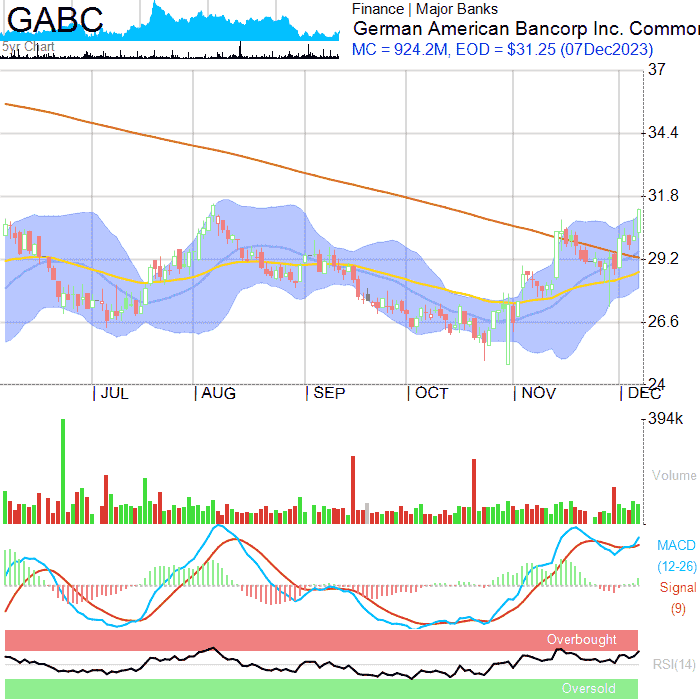 GABC
5yr Chart
Finance | Major Banks
German American Bancorp Inc. Common
MC = 924.2M, EOD = $31.25 (07Dec2023)
37
34.4
31.8
29.2
26.6
24
JUL AUG SEP OCT NOV DEC
394k
Volume
MACD
(12-26)
Signal
(9)
Overbought
RSI(14)
Oversold